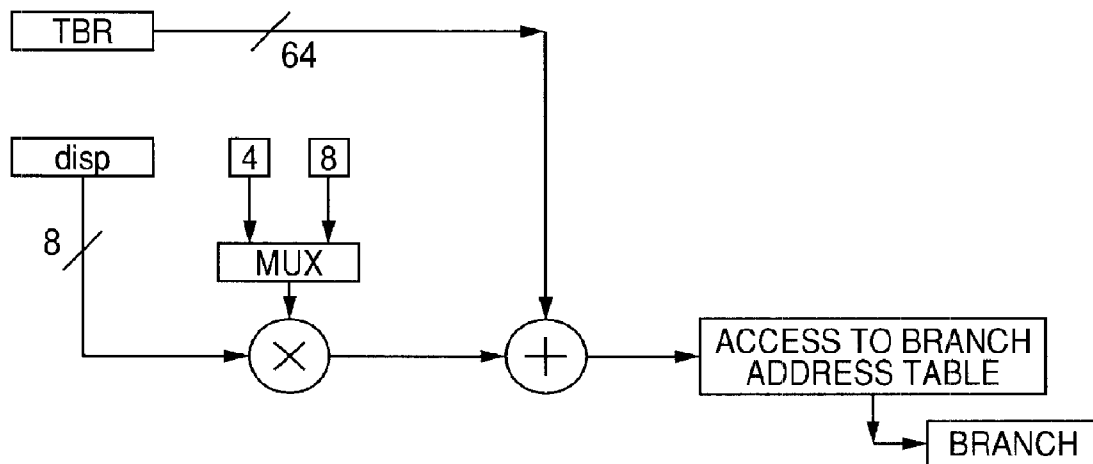 TBR
64
disp
4
8
8
MUX
×
+
ACCESS TO BRANCH
ADDRESS TABLE
BRANCH